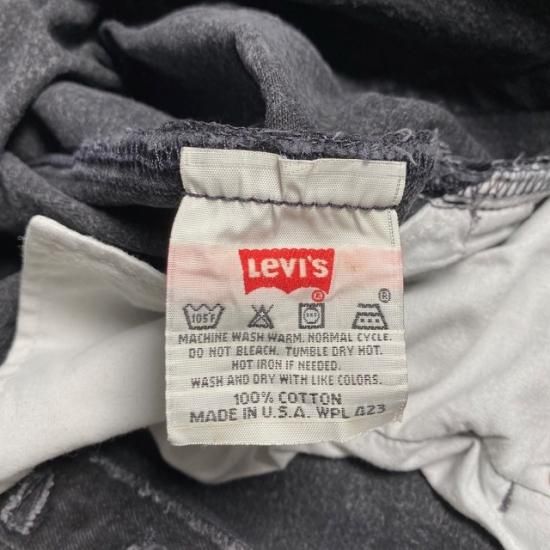 Levi's
R
105F
R
MACHINE WASH WARM. NORMAL CYCLE.
DO NOT BLEACH. TUMBLE DRY HOT.
HOT IRON IF NEEDED.
WASH AND DRY WITH LIKE COLORS.
100% COTTON
MADE IN U.S.A. WPL 423